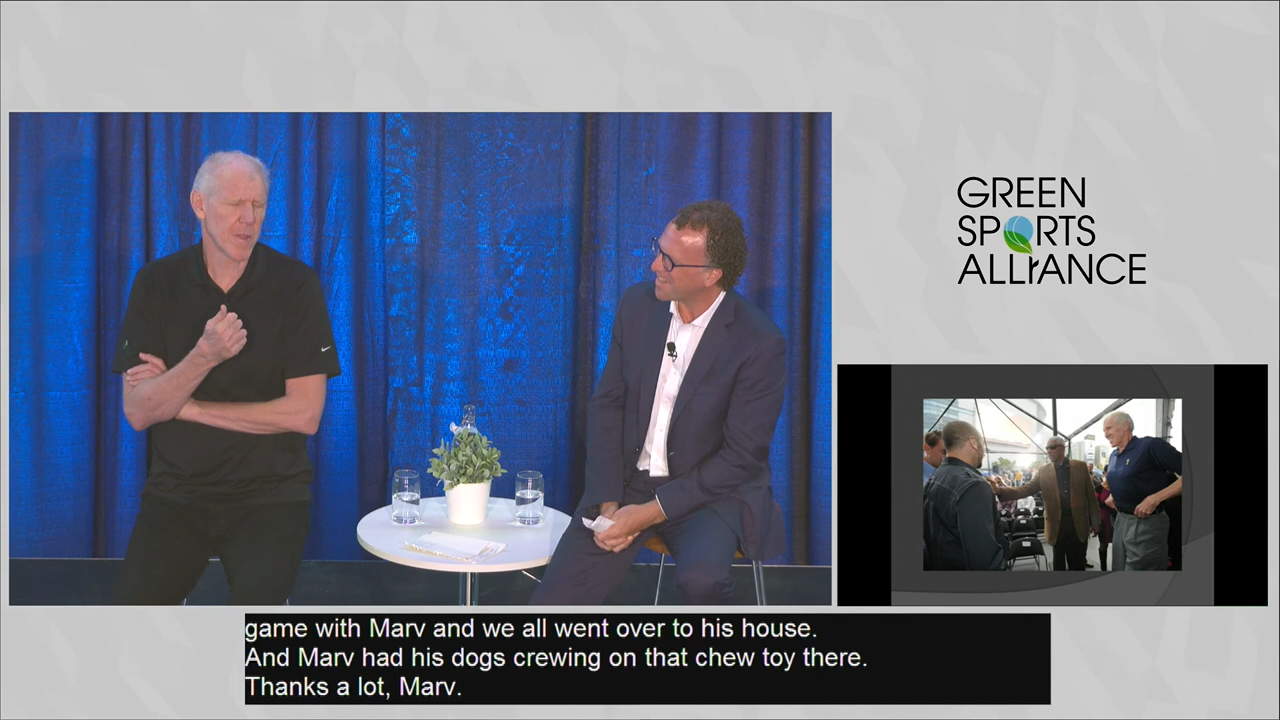 GREEN
SPORTS
ALLIANCE
game with Marv and we all went over to his house.
And Marv had his dogs crewing on that chew toy there.
Thanks a lot, Marv.